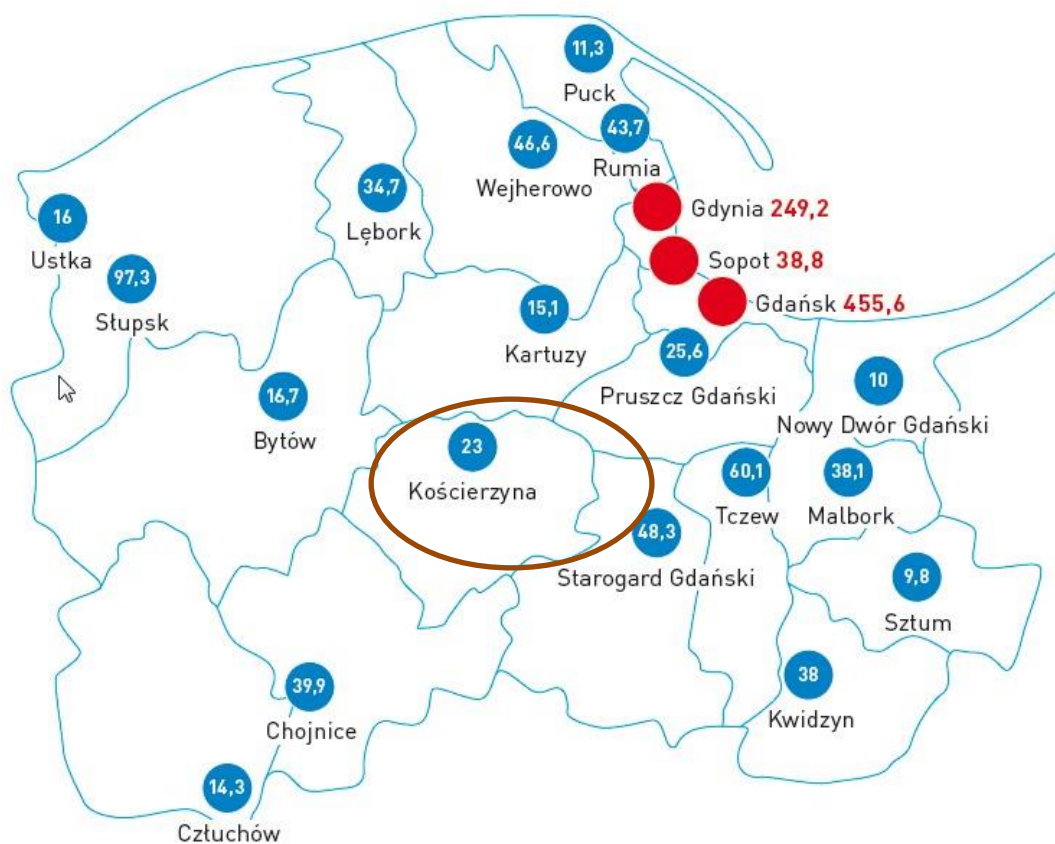 11,3
Puck
43,7
Rumia
46,6
Wejherowo
34,7
Lębork
Gdynia 249,2
16
Ustka
Sopot 38,8
97,3
Słupsk
Gdańsk 455,6
15,1
Kartuzy
25,6
Pruszcz Gdański
10
Nowy Dwór Gdański
16,7
Bytów
23
Kościerzyna
60,1
Tczew
38,1
Malbork
48,3
Starogard Gdański
9,8
Sztum
39,9
Chojnice
38
Kwidzyn
14,3
Człuchów